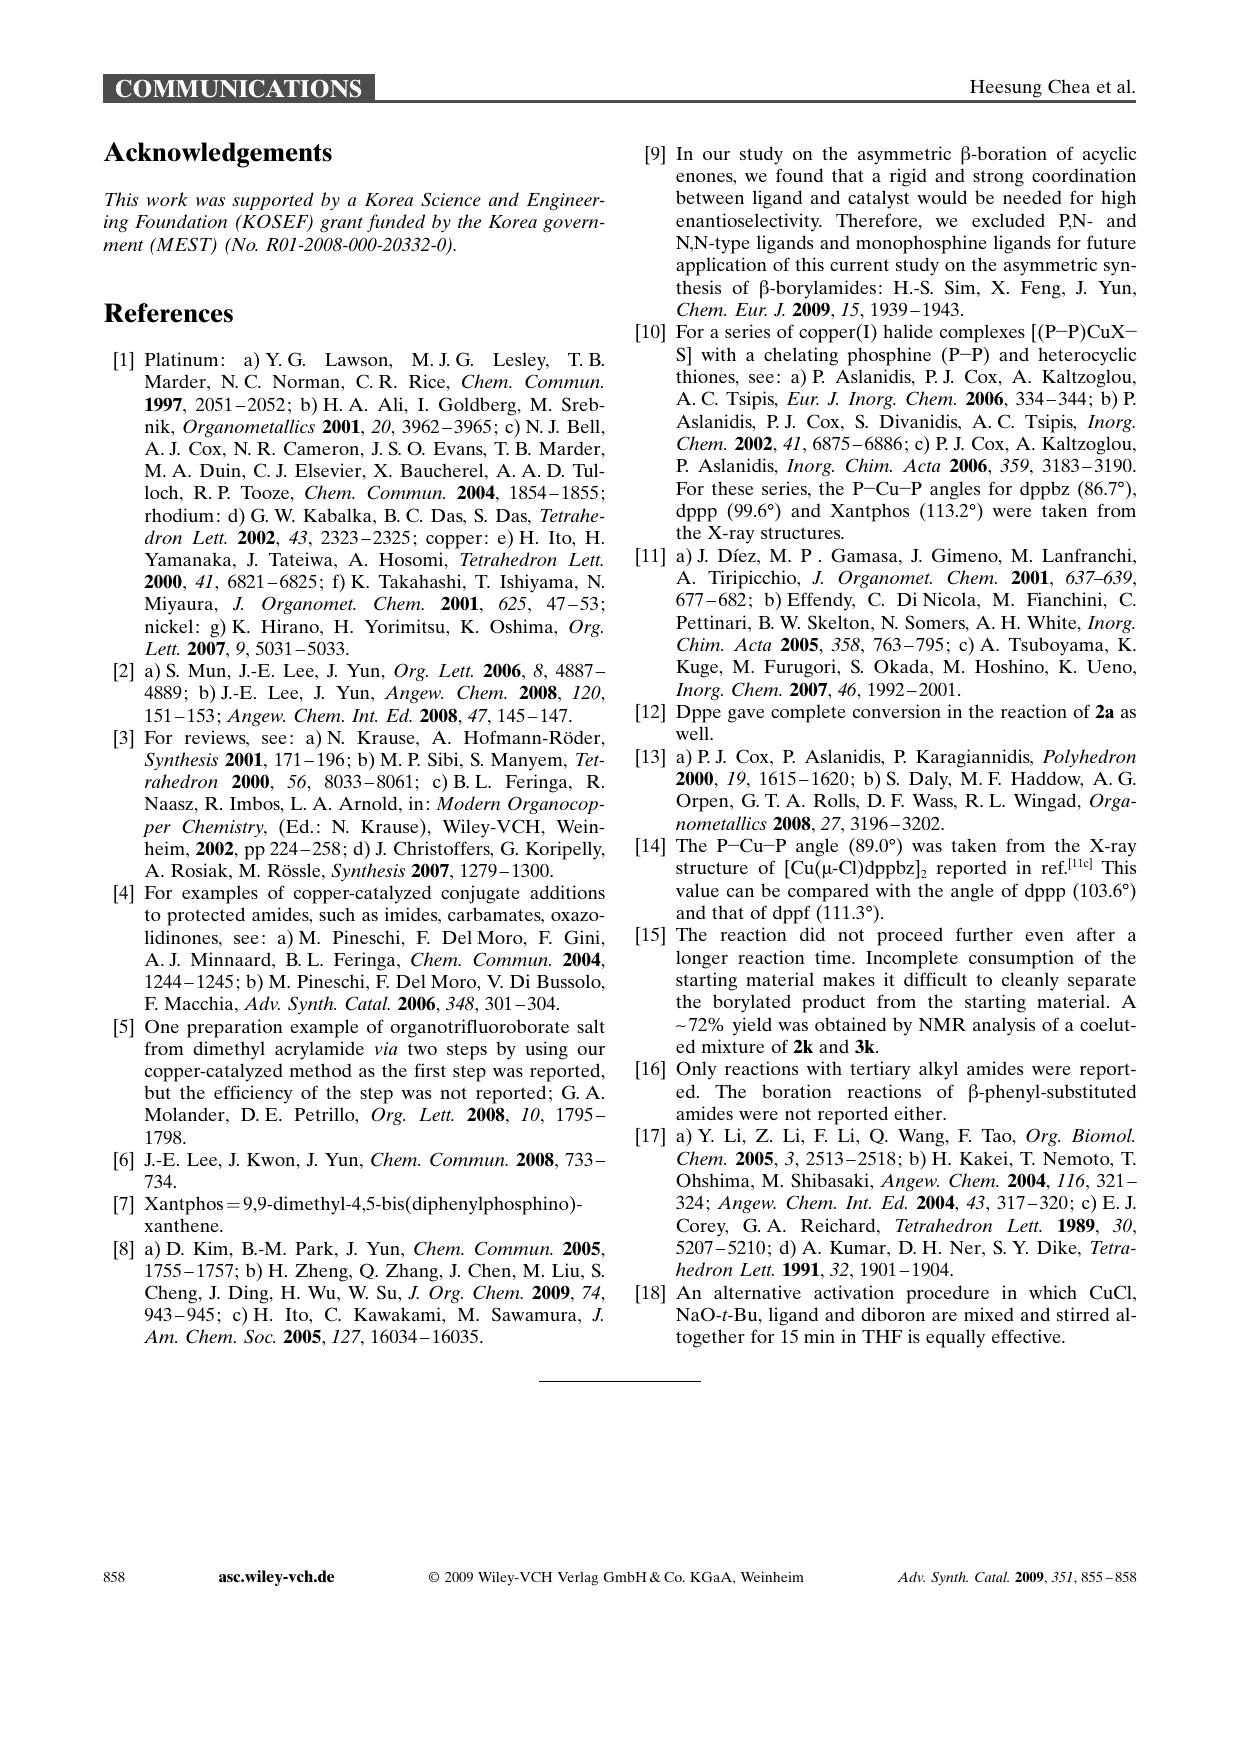 COMMUNICATIONS
Heesung Chea et al.
Acknowledgements
This work was supported by a Korea Science and Engineer-
ing Foundation (KOSEF) grant funded by the Korea govern-
ment (MEST) (No. R01-2008-000-20332-0).
References
[1] Platinum: a) Y. G. Lawson, M. J. G. Lesley, T. B.
Marder, N. C. Norman, C. R. Rice, Chem. Commun.
1997, 2051–2052; b) H. A. Ali, I. Goldberg, M. Sreb-
nik, Organometallics 2001, 20, 3962–3965; c) N. J. Bell,
A. J. Cox, N. R. Cameron, J. S. O. Evans, T. B. Marder,
M. A. Duin, C. J. Elsevier, X. Baucherel, A. A. D. Tul-
loch, R. P. Tooze, Chem. Commun. 2004, 1854–1855;
rhodium: d) G. W. Kabalka, B. C. Das, S. Das, Tetrahe-
dron Lett. 2002, 43, 2323–2325; copper: e) H. Ito, H.
Yamanaka, J. Tateiwa, A. Hosomi, Tetrahedron Lett.
2000, 41, 6821–6825; f) K. Takahashi, T. Ishiyama, N.
Miyaura, J. Organomet. Chem. 2001, 625, 47–53;
nickel: g) K. Hirano, H. Yorimitsu, K. Oshima, Org.
Lett. 2007, 9, 5031–5033.
[2] a) S. Mun, J.-E. Lee, J. Yun, Org. Lett. 2006, 8, 4887–
4889; b) J.-E. Lee, J. Yun, Angew. Chem. 2008, 120,
151–153; Angew. Chem. Int. Ed. 2008, 47, 145–147.
[3] For reviews, see: a) N. Krause, A. Hofmann-Röder,
Synthesis 2001, 171–196; b) M. P. Sibi, S. Manyem, Tet-
rahedron 2000, 56, 8033–8061; c) B. L. Feringa, R.
Naasz, R. Imbos, L. A. Arnold, in: Modern Organocop-
per Chemistry, (Ed.: N. Krause), Wiley-VCH, Wein-
heim, 2002, pp 224–258; d) J. Christoffers, G. Koripelly,
A. Rosiak, M. Rössle, Synthesis 2007, 1279–1300.
[4] For examples of copper-catalyzed conjugate additions
to protected amides, such as imides, carbamates, oxazo-
lidinones, see: a) M. Pineschi, F. Del Moro, F. Gini,
A. J. Minnaard, B. L. Feringa, Chem. Commun. 2004,
1244–1245; b) M. Pineschi, F. Del Moro, V. Di Bussolo,
F. Macchia, Adv. Synth. Catal. 2006, 348, 301–304.
[5] One preparation example of organotrifluoroborate salt
from dimethyl acrylamide via two steps by using our
copper-catalyzed method as the first step was reported,
but the efficiency of the step was not reported; G. A.
Molander, D. E. Petrillo, Org. Lett. 2008, 10, 1795–
1798.
[6] J.-E. Lee, J. Kwon, J. Yun, Chem. Commun. 2008, 733–
734.
[7] Xantphos=9,9-dimethyl-4,5-bis(diphenylphosphino)-
xanthene.
[8] a) D. Kim, B.-M. Park, J. Yun, Chem. Commun. 2005,
1755–1757; b) H. Zheng, Q. Zhang, J. Chen, M. Liu, S.
Cheng, J. Ding, H. Wu, W. Su, J. Org. Chem. 2009, 74,
943–945; c) H. Ito, C. Kawakami, M. Sawamura, J.
Am. Chem. Soc. 2005, 127, 16034–16035.
[9] In our study on the asymmetric β-boration of acyclic
enones, we found that a rigid and strong coordination
between ligand and catalyst would be needed for high
enantioselectivity. Therefore, we excluded P,N- and
N,N-type ligands and monophosphine ligands for future
application of this current study on the asymmetric syn-
thesis of β-borylamides: H.-S. Sim, X. Feng, J. Yun,
Chem. Eur. J. 2009, 15, 1939–1943.
[10] For a series of copper(I) halide complexes [(P–P)CuX–
S] with a chelating phosphine (P–P) and heterocyclic
thiones, see: a) P. Aslanidis, P. J. Cox, A. Kaltzoglou,
A. C. Tsipis, Eur. J. Inorg. Chem. 2006, 334–344; b) P.
Aslanidis, P. J. Cox, S. Divanidis, A. C. Tsipis, Inorg.
Chem. 2002, 41, 6875–6886; c) P. J. Cox, A. Kaltzoglou,
P. Aslanidis, Inorg. Chim. Acta 2006, 359, 3183–3190.
For these series, the P–Cu–P angles for dppbz (86.7°),
dppp (99.6°) and Xantphos (113.2°) were taken from
the X-ray structures.
[11] a) J. Díez, M. P . Gamasa, J. Gimeno, M. Lanfranchi,
A. Tiripicchio, J. Organomet. Chem. 2001, 637–639,
677–682; b) Effendy, C. Di Nicola, M. Fianchini, C.
Pettinari, B. W. Skelton, N. Somers, A. H. White, Inorg.
Chim. Acta 2005, 358, 763–795; c) A. Tsuboyama, K.
Kuge, M. Furugori, S. Okada, M. Hoshino, K. Ueno,
Inorg. Chem. 2007, 46, 1992–2001.
[12] Dppe gave complete conversion in the reaction of 2a as
well.
[13] a) P. J. Cox, P. Aslanidis, P. Karagiannidis, Polyhedron
2000, 19, 1615–1620; b) S. Daly, M. F. Haddow, A. G.
Orpen, G. T. A. Rolls, D. F. Wass, R. L. Wingad, Orga-
nometallics 2008, 27, 3196–3202.
[14] The P–Cu–P angle (89.0°) was taken from the X-ray
structure of [Cu(μ-Cl)dppbz]2 reported in ref.[11c] This
value can be compared with the angle of dppp (103.6°)
and that of dppf (111.3°).
[15] The reaction did not proceed further even after a
longer reaction time. Incomplete consumption of the
starting material makes it difficult to cleanly separate
the borylated product from the starting material. A
~72% yield was obtained by NMR analysis of a coelut-
ed mixture of 2k and 3k.
[16] Only reactions with tertiary alkyl amides were report-
ed. The boration reactions of β-phenyl-substituted
amides were not reported either.
[17] a) Y. Li, Z. Li, F. Li, Q. Wang, F. Tao, Org. Biomol.
Chem. 2005, 3, 2513–2518; b) H. Kakei, T. Nemoto, T.
Ohshima, M. Shibasaki, Angew. Chem. 2004, 116, 321–
324; Angew. Chem. Int. Ed. 2004, 43, 317–320; c) E. J.
Corey, G. A. Reichard, Tetrahedron Lett. 1989, 30,
5207–5210; d) A. Kumar, D. H. Ner, S. Y. Dike, Tetra-
hedron Lett. 1991, 32, 1901–1904.
[18] An alternative activation procedure in which CuCl,
NaO-t-Bu, ligand and diboron are mixed and stirred al-
together for 15 min in THF is equally effective.
858
asc.wiley-vch.de
© 2009 Wiley-VCH Verlag GmbH & Co. KGaA, Weinheim
Adv. Synth. Catal. 2009, 351, 855–858